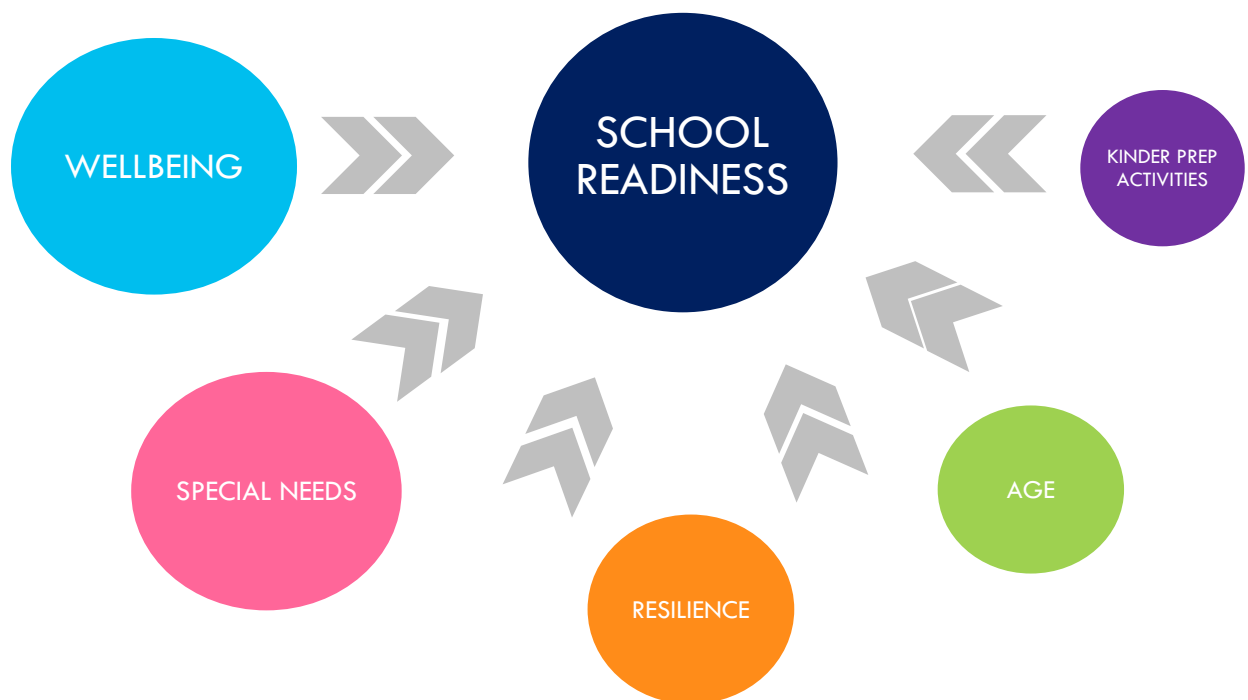 WELLBEING
SCHOOL
READINESS
KINDER PREP
ACTIVITIES
SPECIAL NEEDS
AGE
RESILIENCE